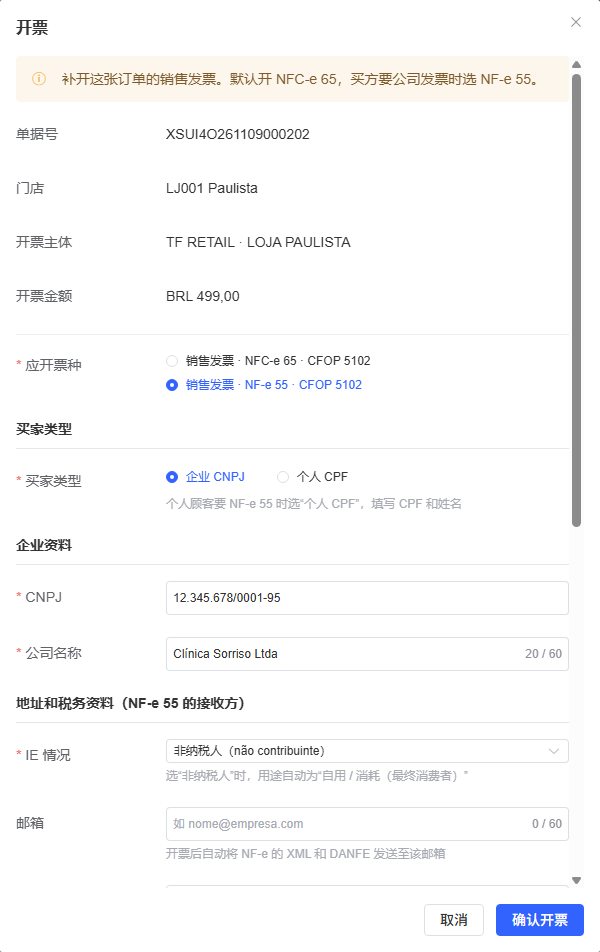 开票
补开这张订单的销售发票。默认开 NFC-e 65，买方要公司发票时选 NF-e 55。
单据号 XSUI4O261109000202
门店 LJ001 Paulista
开票主体 TF RETAIL · LOJA PAULISTA
开票金额 BRL 499,00
* 应开票种 销售发票 · NFC-e 65 · CFOP 5102
销售发票 · NF-e 55 · CFOP 5102
买家类型
* 买家类型 企业 CNPJ 个人 CPF
个人顾客要 NF-e 55 时选“个人 CPF”，填写 CPF 和姓名
企业资料
* CNPJ 12.345.678/0001-95
* 公司名称 Clínica Sorriso Ltda 20 / 60
地址和税务资料（NF-e 55 的接收方）
* IE 情况 非纳税人（não contribuinte）
选“非纳税人”时，用途自动为“自用 / 消耗（最终消费者）”
邮箱 如 nome@empresa.com 0 / 60
开票后自动将 NF-e 的 XML 和 DANFE 发送至该邮箱
取消 确认开票